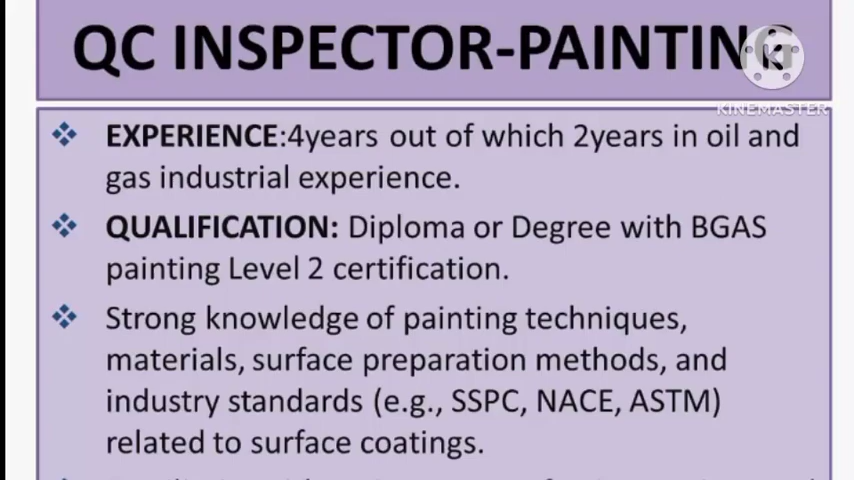 QC INSPECTOR-PAINTING
KINEMASTER
❖ EXPERIENCE:4years out of which 2years in oil and
gas industrial experience.
❖ QUALIFICATION: Diploma or Degree with BGAS
painting Level 2 certification.
❖ Strong knowledge of painting techniques,
materials, surface preparation methods, and
industry standards (e.g., SSPC, NACE, ASTM)
related to surface coatings.